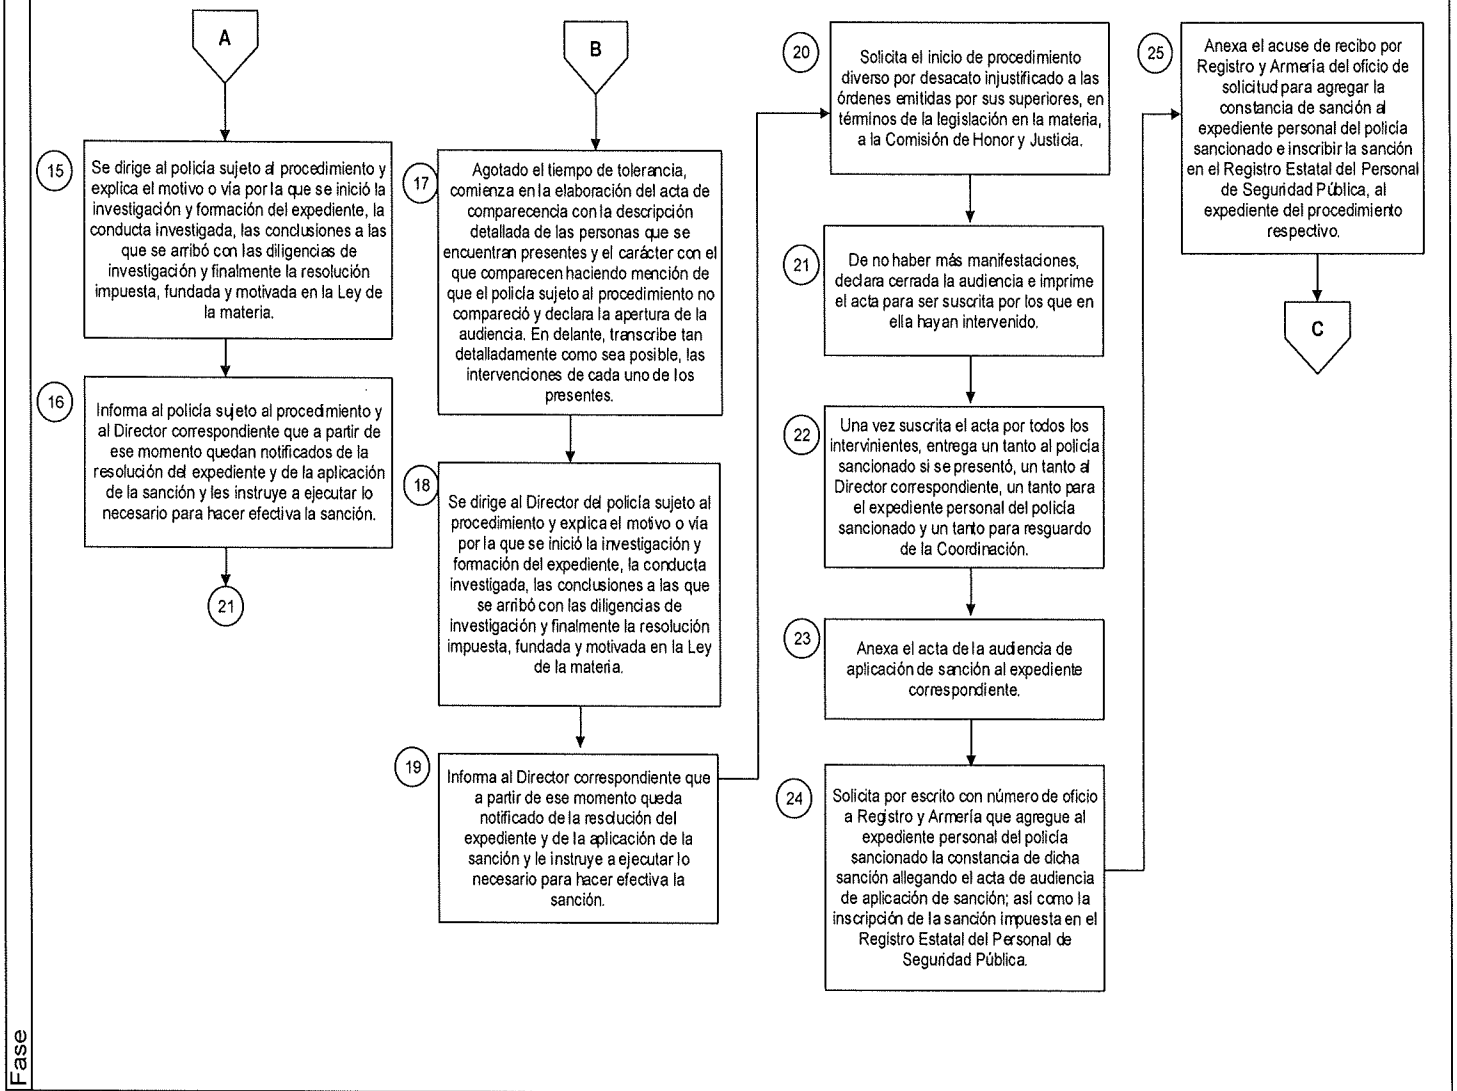 A
15
Se dirige al policía sujeto al procedimiento y
explica el motivo o vía por la que se inició la
investigación y formación del expediente, la
conducta investigada, las conclusiones a las
que se arribó con las diligencias de
investigación y finalmente la resolución
impuesta, fundada y motivada en la Ley de
la materia.
16
Informa al policía sujeto al procedimiento y
al Director correspondiente que a partir de
ese momento quedan notificados de la
resolución del expediente y de la aplicación
de la sanción y les instruye a ejecutar lo
necesario para hacer efectiva la sanción.
21
B
17
Agotado el tiempo de tolerancia,
comienza en la elaboración del acta de
comparecencia con la descripción
detallada de las personas que se
encuentran presentes y el carácter con el
que comparecen haciendo mención de
que el policía sujeto al procedimiento no
compareció y declara la apertura de la
audiencia. En delante, transcribe tan
detalladamente como sea posible, las
intervenciones de cada uno de los
presentes.
18
Se dirige al Director del policía sujeto al
procedimiento y explica el motivo o vía
por la que se inició la investigación y
formación del expediente, la conducta
investigada, las conclusiones a las que
se arribó con las diligencias de
investigación y finalmente la resolución
impuesta, fundada y motivada en la Ley
de la materia.
19
Informa al Director correspondiente que
a partir de ese momento queda
notificado de la resolución del
expediente y de la aplicación de la
sanción y le instruye a ejecutar lo
necesario para hacer efectiva la
sanción.
20
Solicita el inicio de procedimiento
diverso por desacato injustificado a las
órdenes emitidas por sus superiores, en
términos de la legislación en la materia,
a la Comisión de Honor y Justicia.
21
De no haber más manifestaciones,
declara cerrada la audiencia e imprime
el acta para ser suscrita por los que en
ella hayan intervenido.
22
Una vez suscrita el acta por todos los
intervinientes, entrega un tanto al policía
sancionado si se presentó, un tanto al
Director correspondiente, un tanto para
el expediente personal del policía
sancionado y un tanto para resguardo
de la Coordinación.
23
Anexa el acta de la audiencia de
aplicación de sanción al expediente
correspondiente.
24
Solicita por escrito con número de oficio
a Registro y Armería que agregue al
expediente personal del policía
sancionado la constancia de dicha
sanción allegando el acta de audiencia
de aplicación de sanción; así como la
inscripción de la sanción impuesta en el
Registro Estatal del Personal de
Seguridad Pública.
25
Anexa el acuse de recibo por
Registro y Armería del oficio de
solicitud para agregar la
constancia de sanción al
expediente personal del policía
sancionado e inscribir la sanción
en el Registro Estatal del Personal
de Seguridad Pública, al
expediente del procedimiento
respectivo.
C
Fase